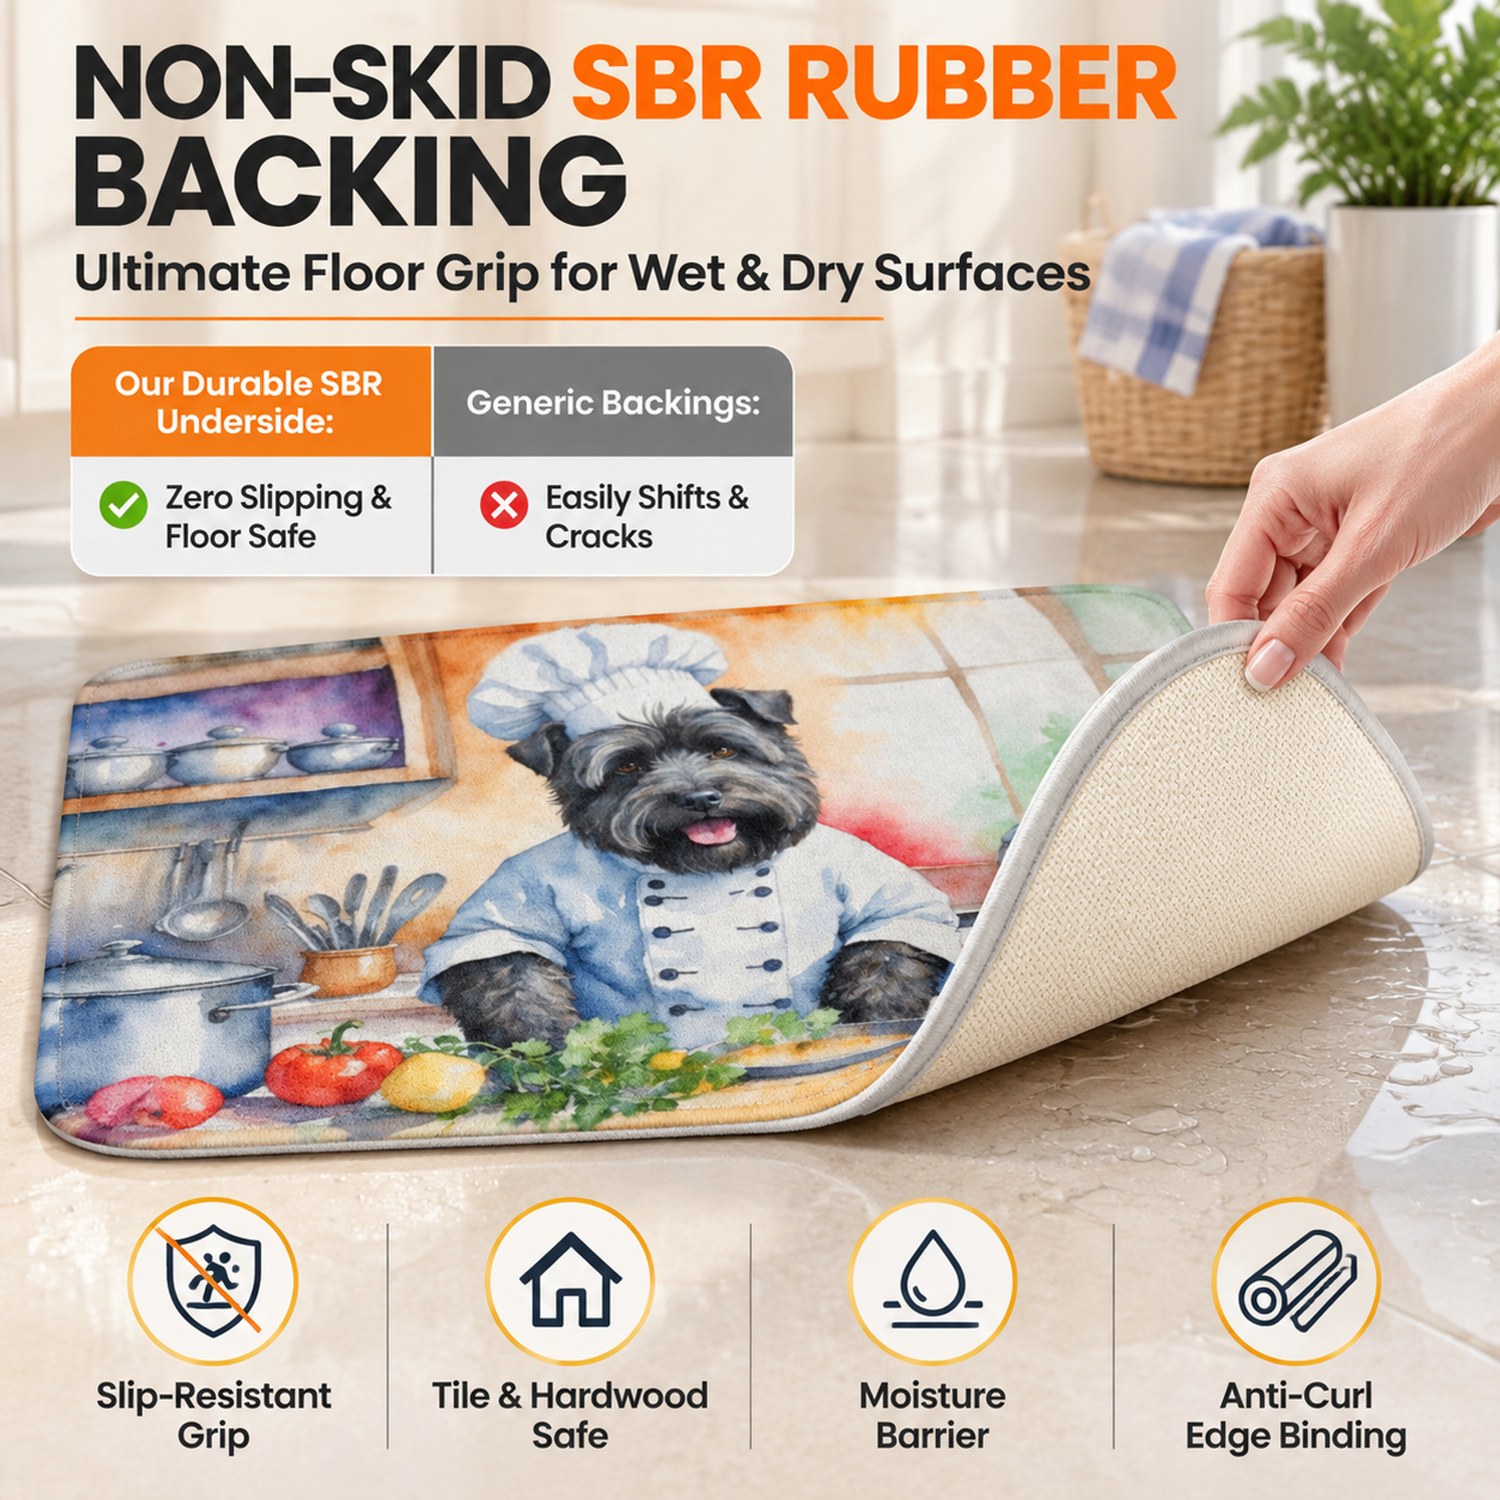 NON-SKID SBR RUBBER
BACKING
Ultimate Floor Grip for Wet & Dry Surfaces
Our Durable SBR
Underside:
Generic Backings:
Zero Slipping &
Floor Safe
Easily Shifts &
Cracks
Slip-Resistant
Grip
Tile & Hardwood
Safe
Moisture
Barrier
Anti-Curl
Edge Binding